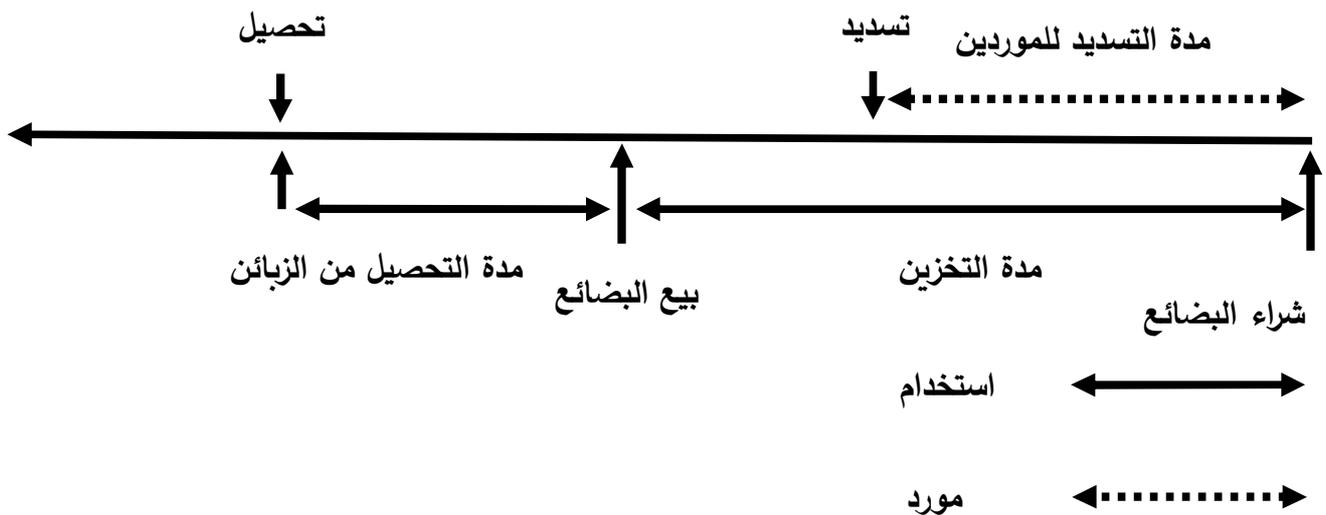 مدة التسديد للموردين
تسديد
تحصيل
مدة التخزين
مدة التحصيل من الزبائن
بيع البضائع
شراء البضائع
استخدام
مورد